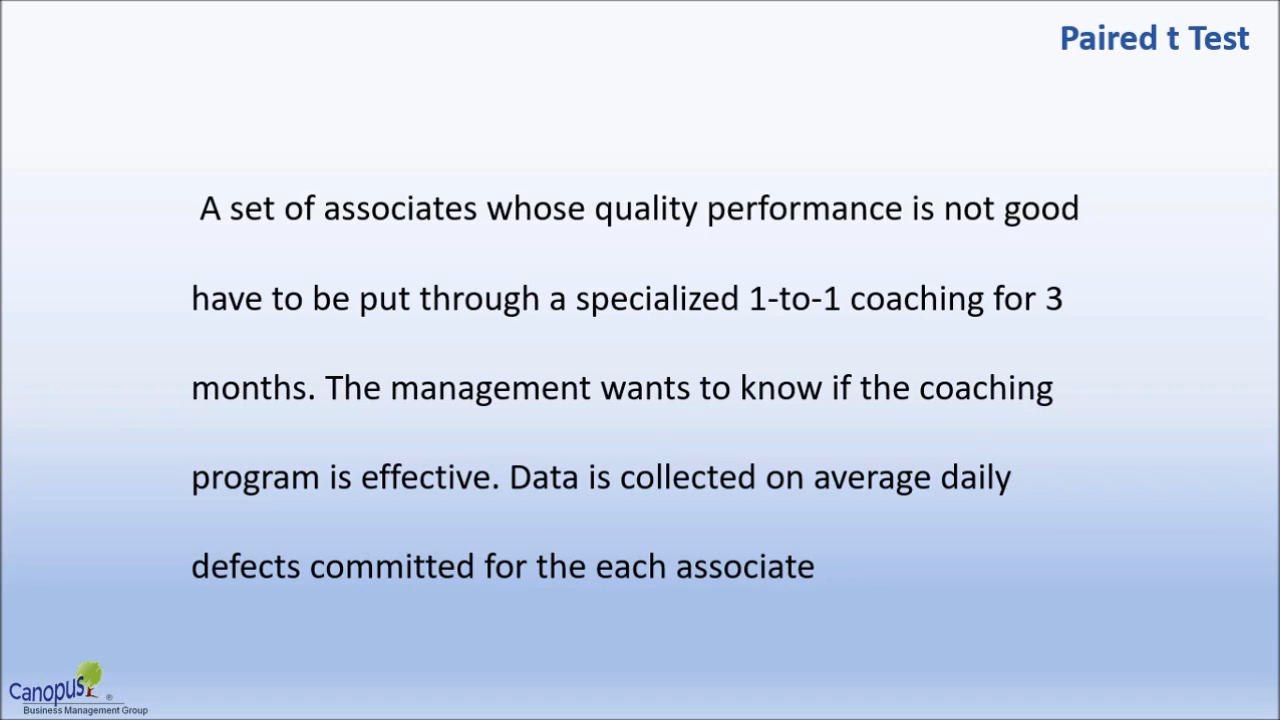 Paired t Test
A set of associates whose quality performance is not good
have to be put through a specialized 1-to-1 coaching for 3
months. The management wants to know if the coaching
program is effective. Data is collected on average daily
defects committed for the each associate
Canopus ®
Business Management Group